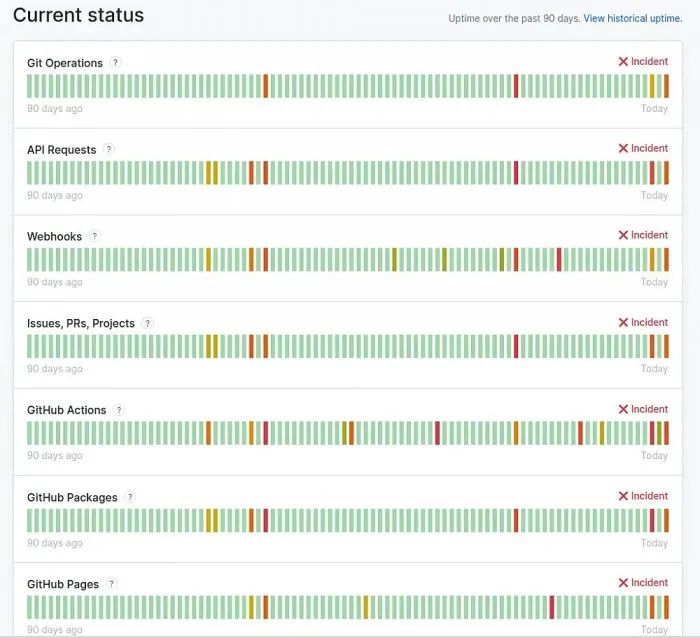 Current status
Uptime over the past 90 days. View historical uptime.
Git Operations ? Incident
90 days ago Today
API Requests ? Incident
90 days ago Today
Webhooks ? Incident
90 days ago Today
Issues, PRs, Projects ? Incident
90 days ago Today
GitHub Actions ? Incident
90 days ago Today
GitHub Packages ? Incident
90 days ago Today
GitHub Pages ? Incident
90 days ago Today